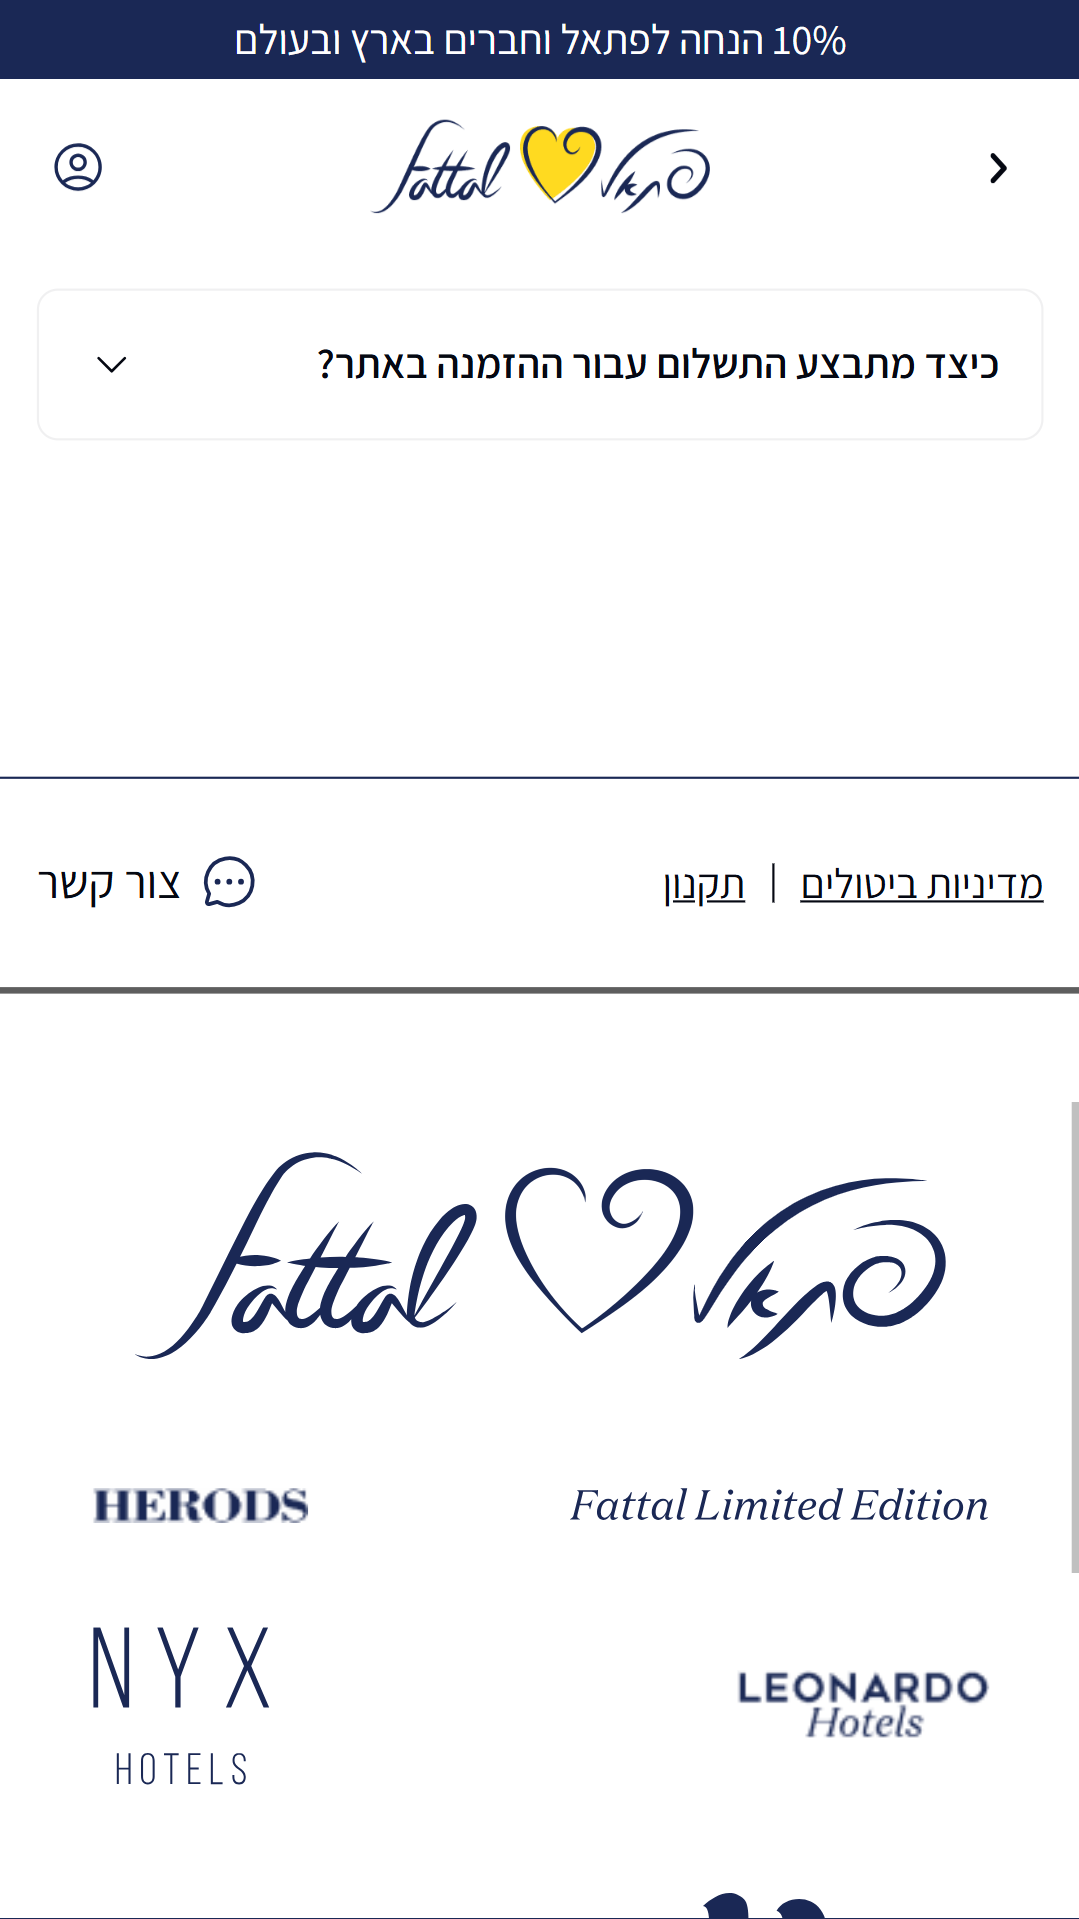 10% הנחה לפתאל וחברים בארץ ובעולם
fattal פתאל
כיצד מתבצע התשלום עבור ההזמנה באתר?
מדיניות ביטולים | תקנון
צור קשר
fattal פתאל
HERODS
Fattal Limited Edition
NYX
HOTELS
LEONARDO
Hotels